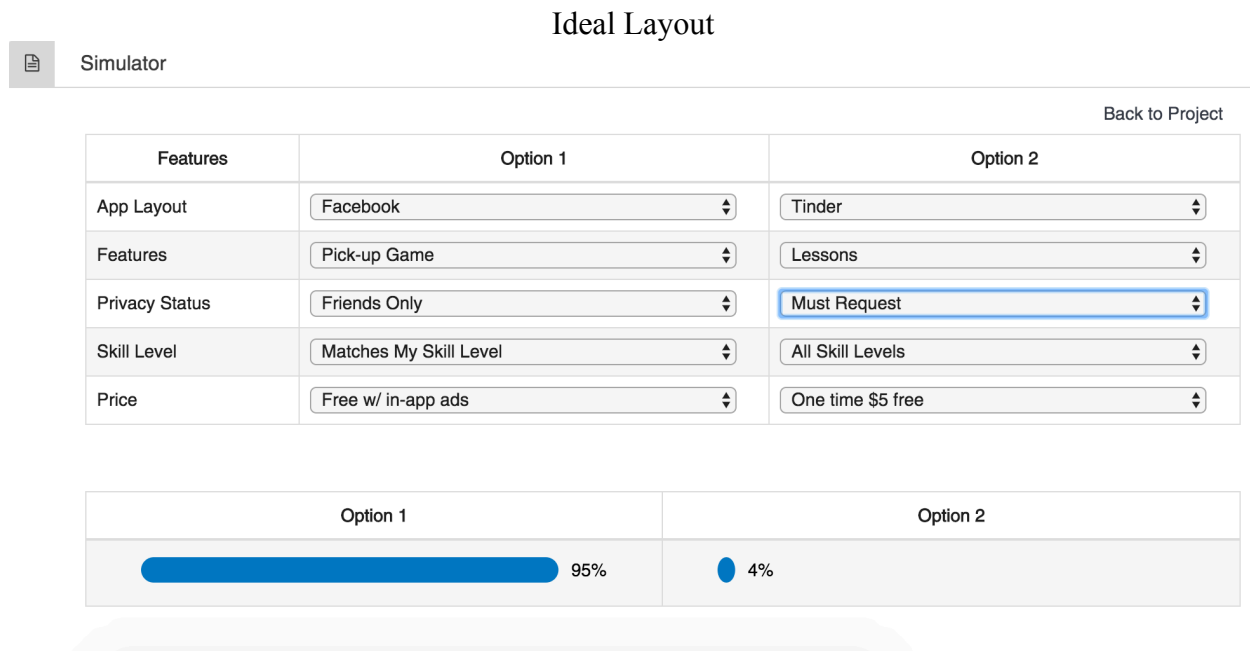 Ideal Layout
Simulator
Back to Project
Features Option 1 Option 2
App Layout Facebook Tinder
Features Pick-up Game Lessons
Privacy Status Friends Only Must Request
Skill Level Matches My Skill Level All Skill Levels
Price Free w/ in-app ads One time $5 free
Option 1 Option 2
95% 4%